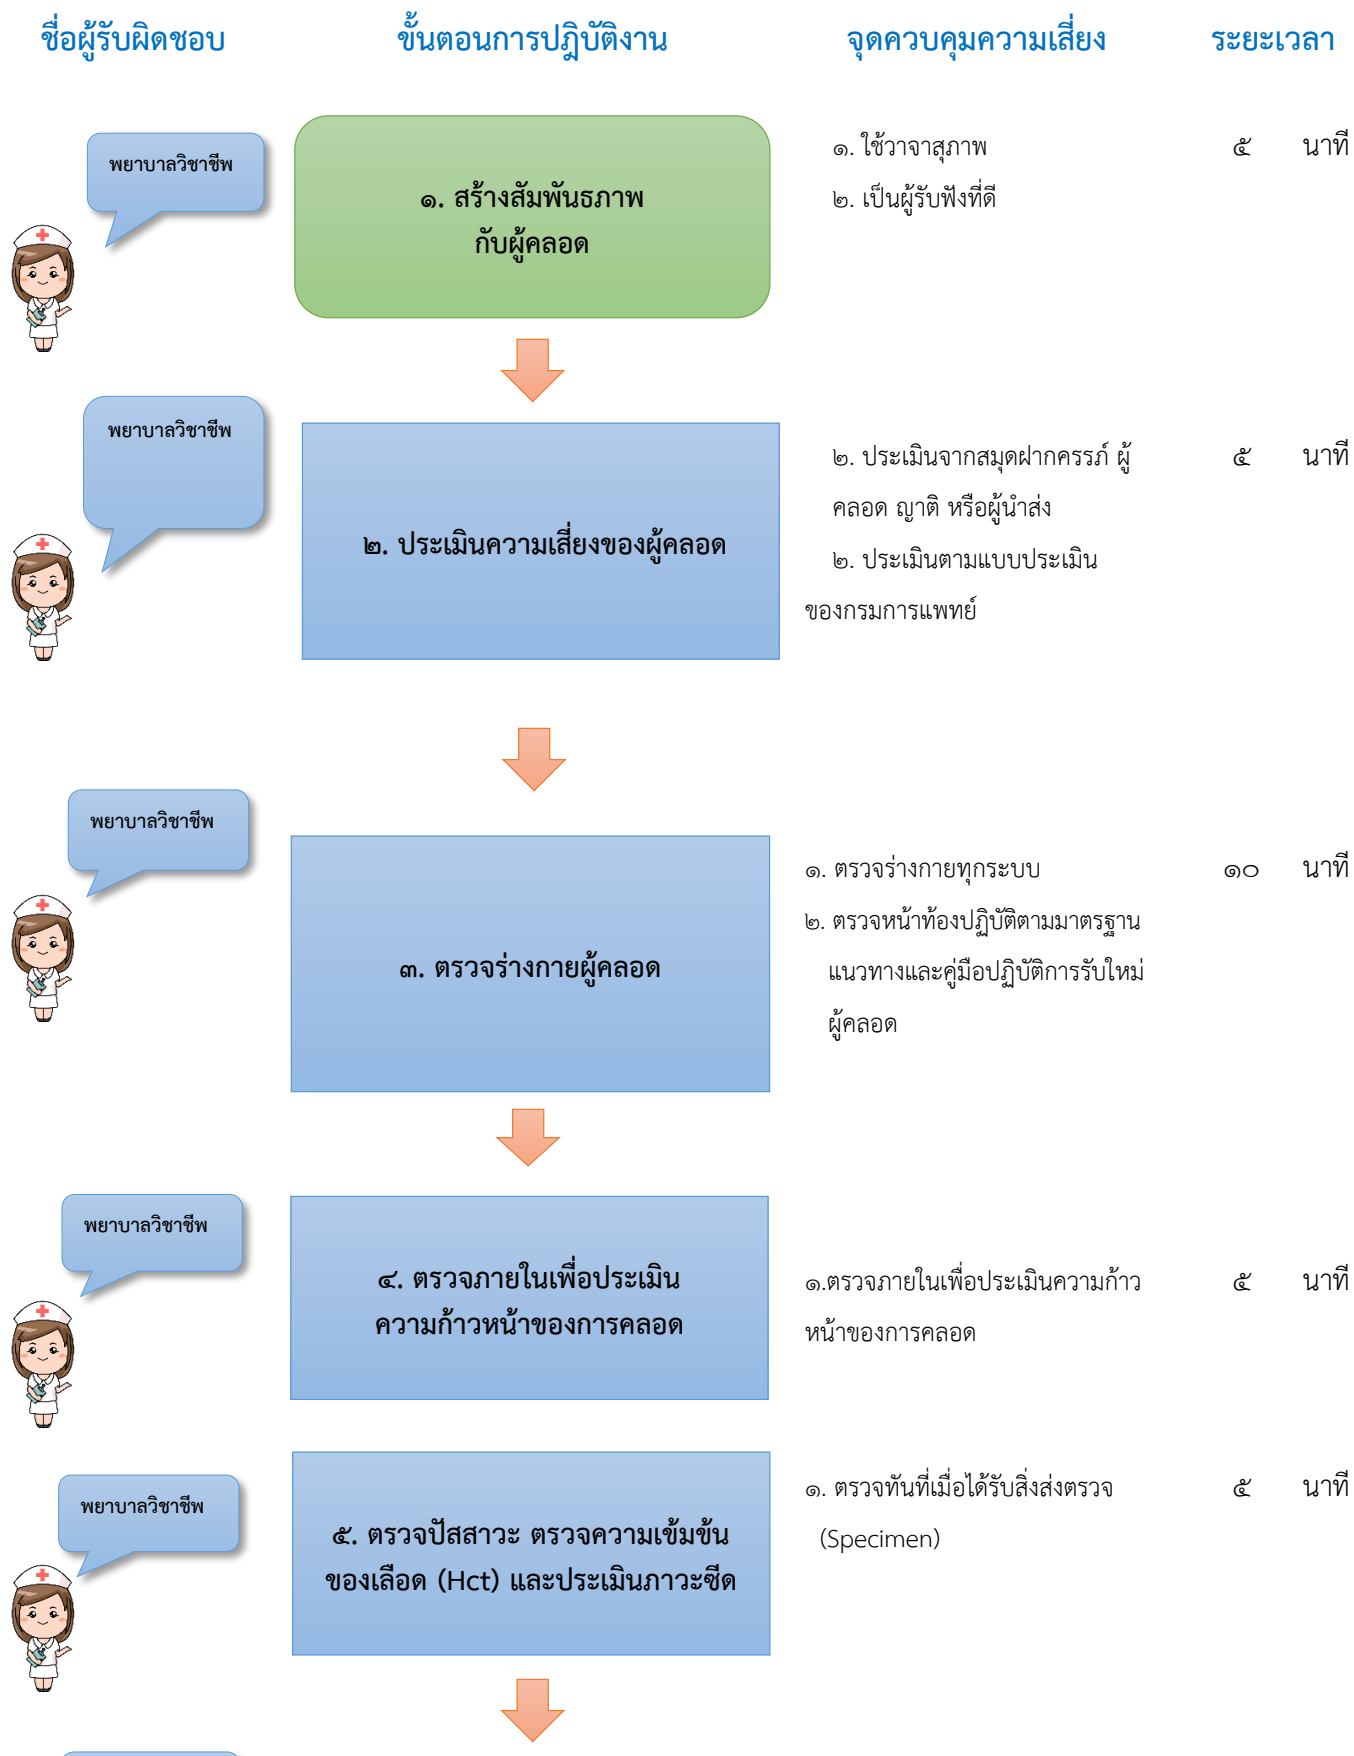 ชื่อผู้รับผิดชอบ ขั้นตอนการปฎิบัติงาน จุดควบคุมความเสี่ยง ระยะเวลา
พยาบาลวิชาชีพ
๑. สร้างสัมพันธภาพ
กับผู้คลอด
๑. ใช้วาจาสุภาพ
๒. เป็นผู้รับฟังที่ดี
๕ นาที
พยาบาลวิชาชีพ
๒. ประเมินความเสี่ยงของผู้คลอด
๒. ประเมินจากสมุดฝากครรภ์ ผู้
คลอด ญาติ หรือผู้นำส่ง
๒. ประเมินตามแบบประเมิน
ของกรมการแพทย์
๕ นาที
พยาบาลวิชาชีพ
๓. ตรวจร่างกายผู้คลอด
๑. ตรวจร่างกายทุกระบบ
๒. ตรวจหน้าท้องปฏิบัติตามมาตรฐาน
แนวทางและคู่มือปฏิบัติการรับใหม่
ผู้คลอด
๑๐ นาที
พยาบาลวิชาชีพ
๔. ตรวจภายในเพื่อประเมิน
ความก้าวหน้าของการคลอด
๑.ตรวจภายในเพื่อประเมินความก้าว
หน้าของการคลอด
๕ นาที
พยาบาลวิชาชีพ
๕. ตรวจปัสสาวะ ตรวจความเข้มข้น
ของเลือด (Hct) และประเมินภาวะซีด
๑. ตรวจทันที่เมื่อได้รับสิ่งส่งตรวจ
(Specimen)
๕ นาที